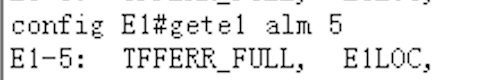 config E1#gete1 alm 5
E1-5:  TFFERR_FULL,  E1LOC,